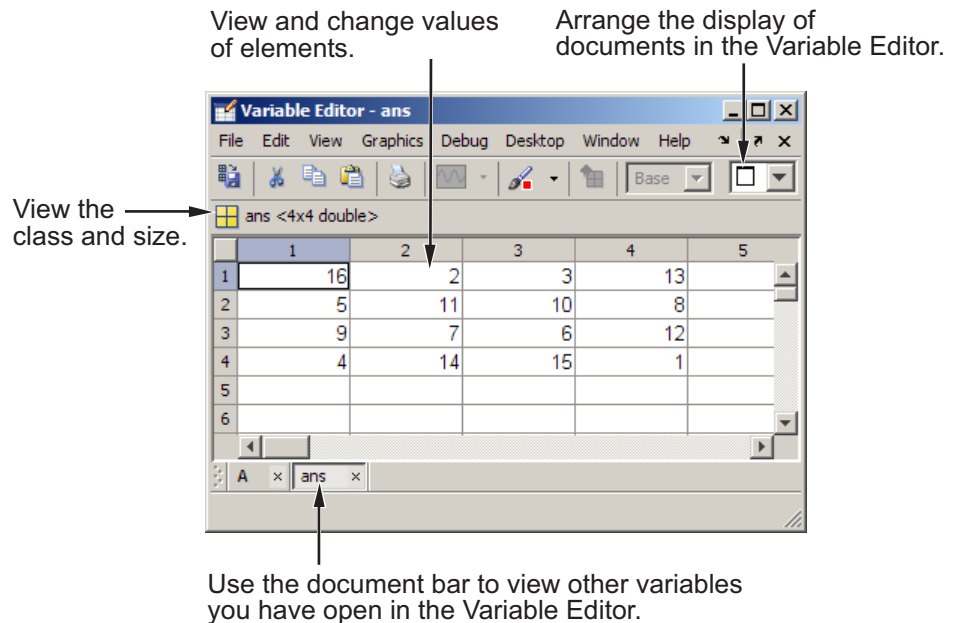 View and change values
of elements.
Arrange the display of
documents in the Variable Editor.
Variable Editor - ans
File Edit View Graphics Debug Desktop Window Help
Base
View the
class and size.
ans <4x4 double>
1 2 3 4 5
1 16 2 3 13
2 5 11 10 8
3 9 7 6 12
4 4 14 15 1
5
6
A ans
Use the document bar to view other variables
you have open in the Variable Editor.